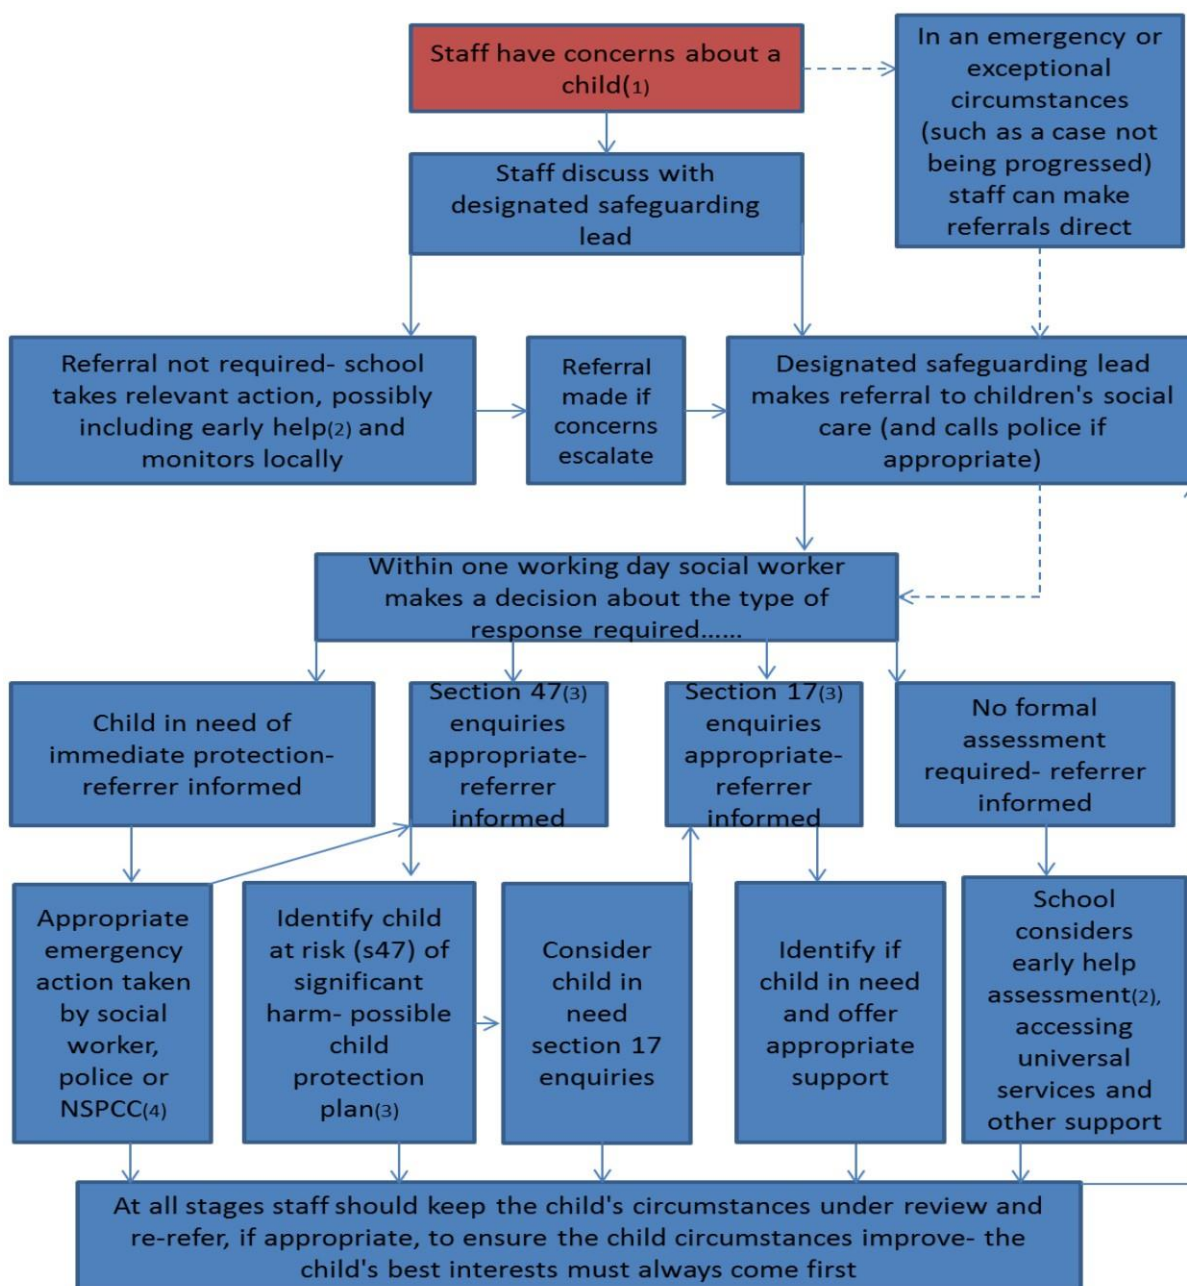 Staff have concerns about a
child(1)
In an emergency or
exceptional
circumstances
(such as a case not
being progressed)
staff can make
referrals direct
Staff discuss with
designated safeguarding
lead
Referral not required- school
takes relevant action, possibly
including early help(2) and
monitors locally
Referral
made if
concerns
escalate
Designated safeguarding lead
makes referral to children's social
care (and calls police if
appropriate)
Within one working day social worker
makes a decision about the type of
response required......
Child in need of
immediate protection-
referrer informed
Section 47(3)
enquiries
appropriate-
referrer
informed
Section 17(3)
enquiries
appropriate-
referrer
informed
No formal
assessment
required- referrer
informed
Appropriate
emergency
action taken
by social
worker,
police or
NSPCC(4)
Identify child
at risk (s47) of
significant
harm- possible
child
protection
plan(3)
Consider
child in
need
section 17
enquiries
Identify if
child in need
and offer
appropriate
support
School
considers
early help
assessment(2),
accessing
universal
services and
other support
At all stages staff should keep the child's circumstances under review and
re-refer, if appropriate, to ensure the child circumstances improve- the
child's best interests must always come first